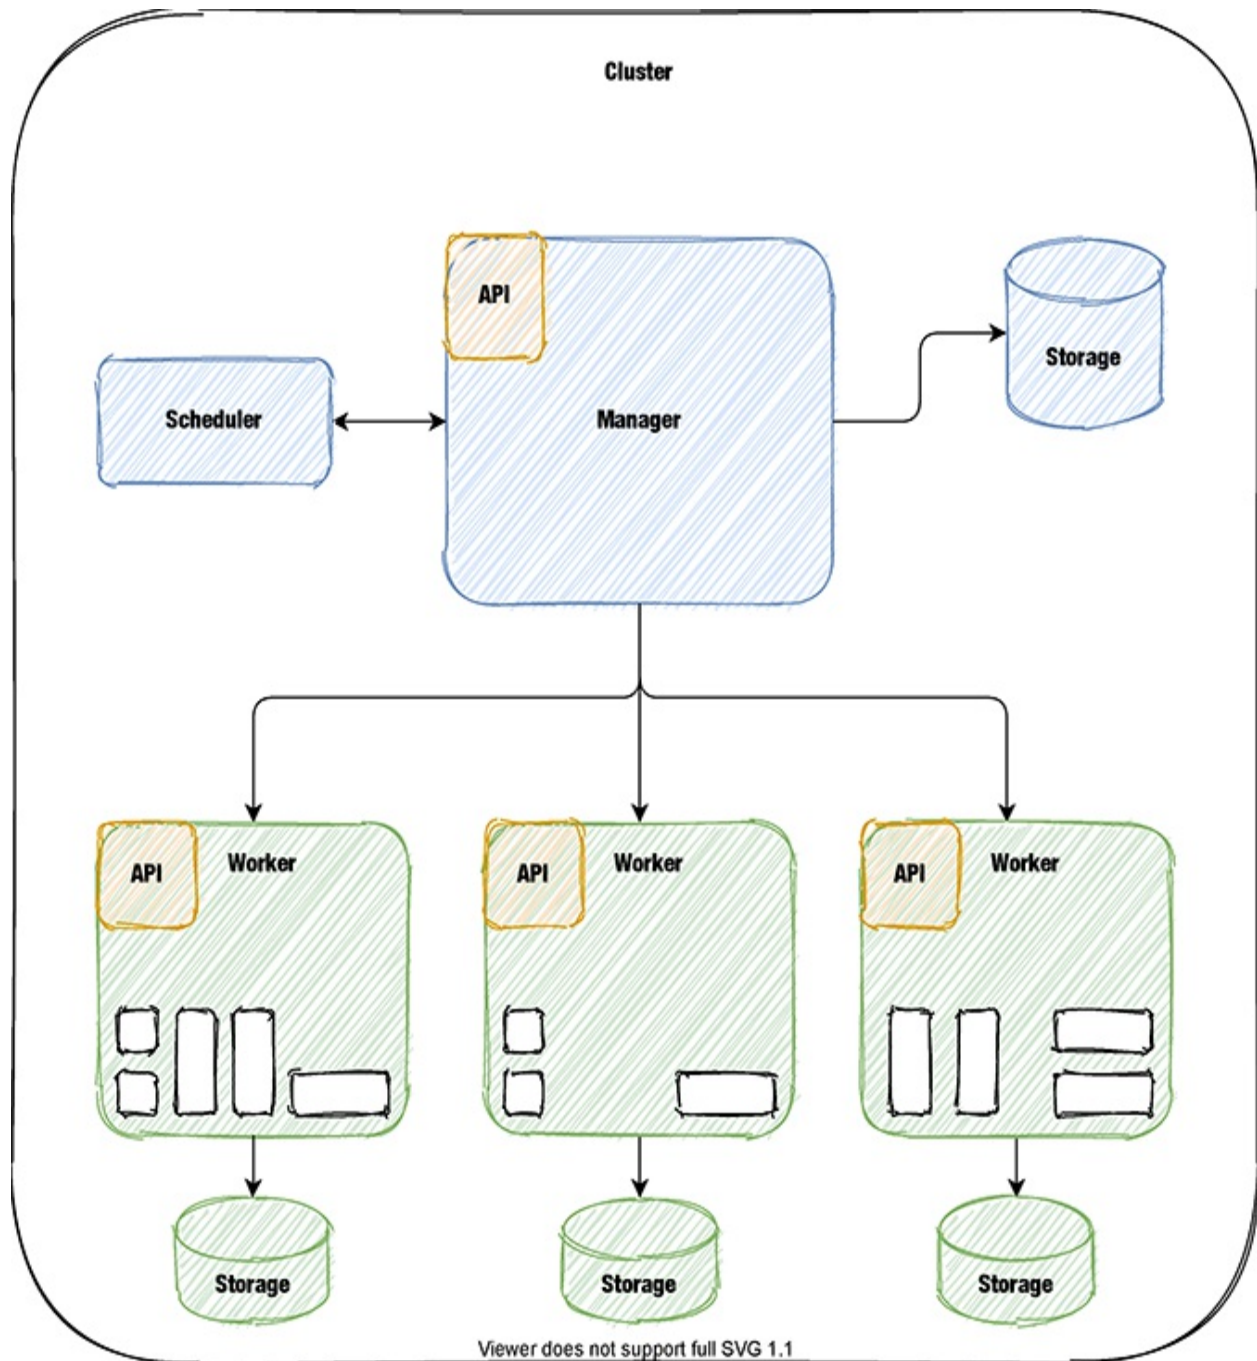 Cluster
API
Storage
Scheduler
Manager
API
Worker
API
Worker
API
Worker
Storage
Storage
Storage
Viewer does not support full SVG 1.1